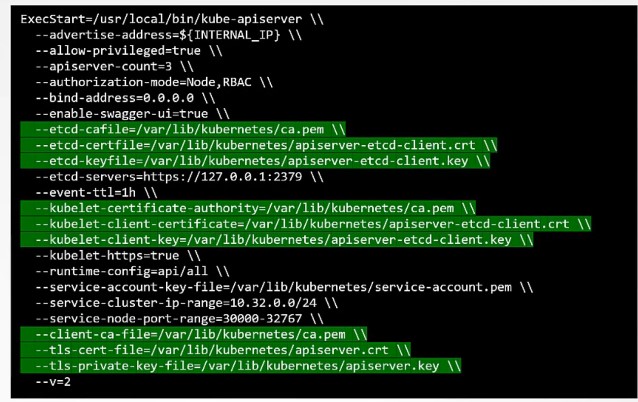 ExecStart=/usr/local/bin/kube-apiserver \\
--advertise-address=${INTERNAL_IP} \\
--allow-privileged=true \\
--apiserver-count=3 \\
--authorization-mode=Node,RBAC \\
--bind-address=0.0.0.0 \\
--enable-swagger-ui=true \\
--etcd-cafile=/var/lib/kubernetes/ca.pem \\
--etcd-certfile=/var/lib/kubernetes/apiserver-etcd-client.crt \\
--etcd-keyfile=/var/lib/kubernetes/apiserver-etcd-client.key \\
--etcd-servers=https://127.0.0.1:2379 \\
--event-ttl=1h \\
--kubelet-certificate-authority=/var/lib/kubernetes/ca.pem \\
--kubelet-client-certificate=/var/lib/kubernetes/apiserver-etcd-client.crt \\
--kubelet-client-key=/var/lib/kubernetes/apiserver-etcd-client.key \\
--kubelet-https=true \\
--runtime-config=api/all \\
--service-account-key-file=/var/lib/kubernetes/service-account.pem \\
--service-cluster-ip-range=10.32.0.0/24 \\
--service-node-port-range=30000-32767 \\
--client-ca-file=/var/lib/kubernetes/ca.pem \\
--tls-cert-file=/var/lib/kubernetes/apiserver.crt \\
--tls-private-key-file=/var/lib/kubernetes/apiserver.key \\
--v=2